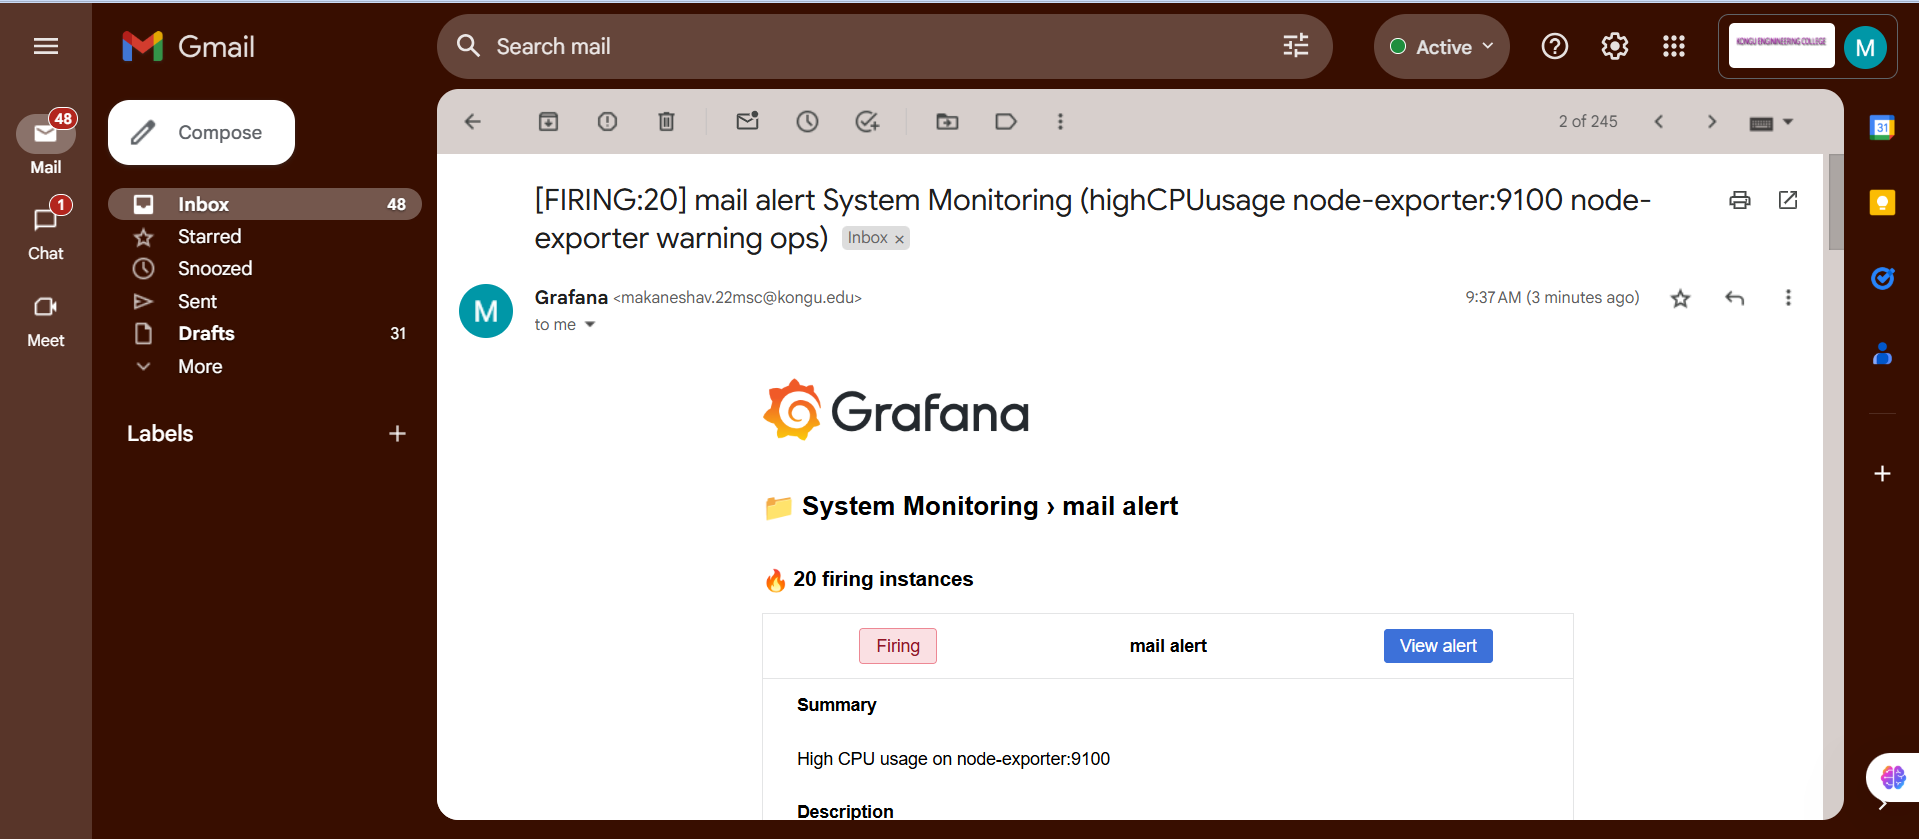 Gmail
Search mail
Active
KONGU ENGINEERING COLLEGE
M
48
Mail
1
Chat
Meet
Compose
Inbox 48
Starred
Snoozed
Sent
Drafts 31
More
Labels
2 of 245
31
[FIRING:20] mail alert System Monitoring (highCPUusage node-exporter:9100 node-
exporter warning ops) Inbox ×
M
Grafana <makaneshav.22msc@kongu.edu> 9:37 AM (3 minutes ago)
to me
Grafana
System Monitoring › mail alert
20 firing instances
Firing mail alert View alert
Summary
High CPU usage on node-exporter:9100
Description